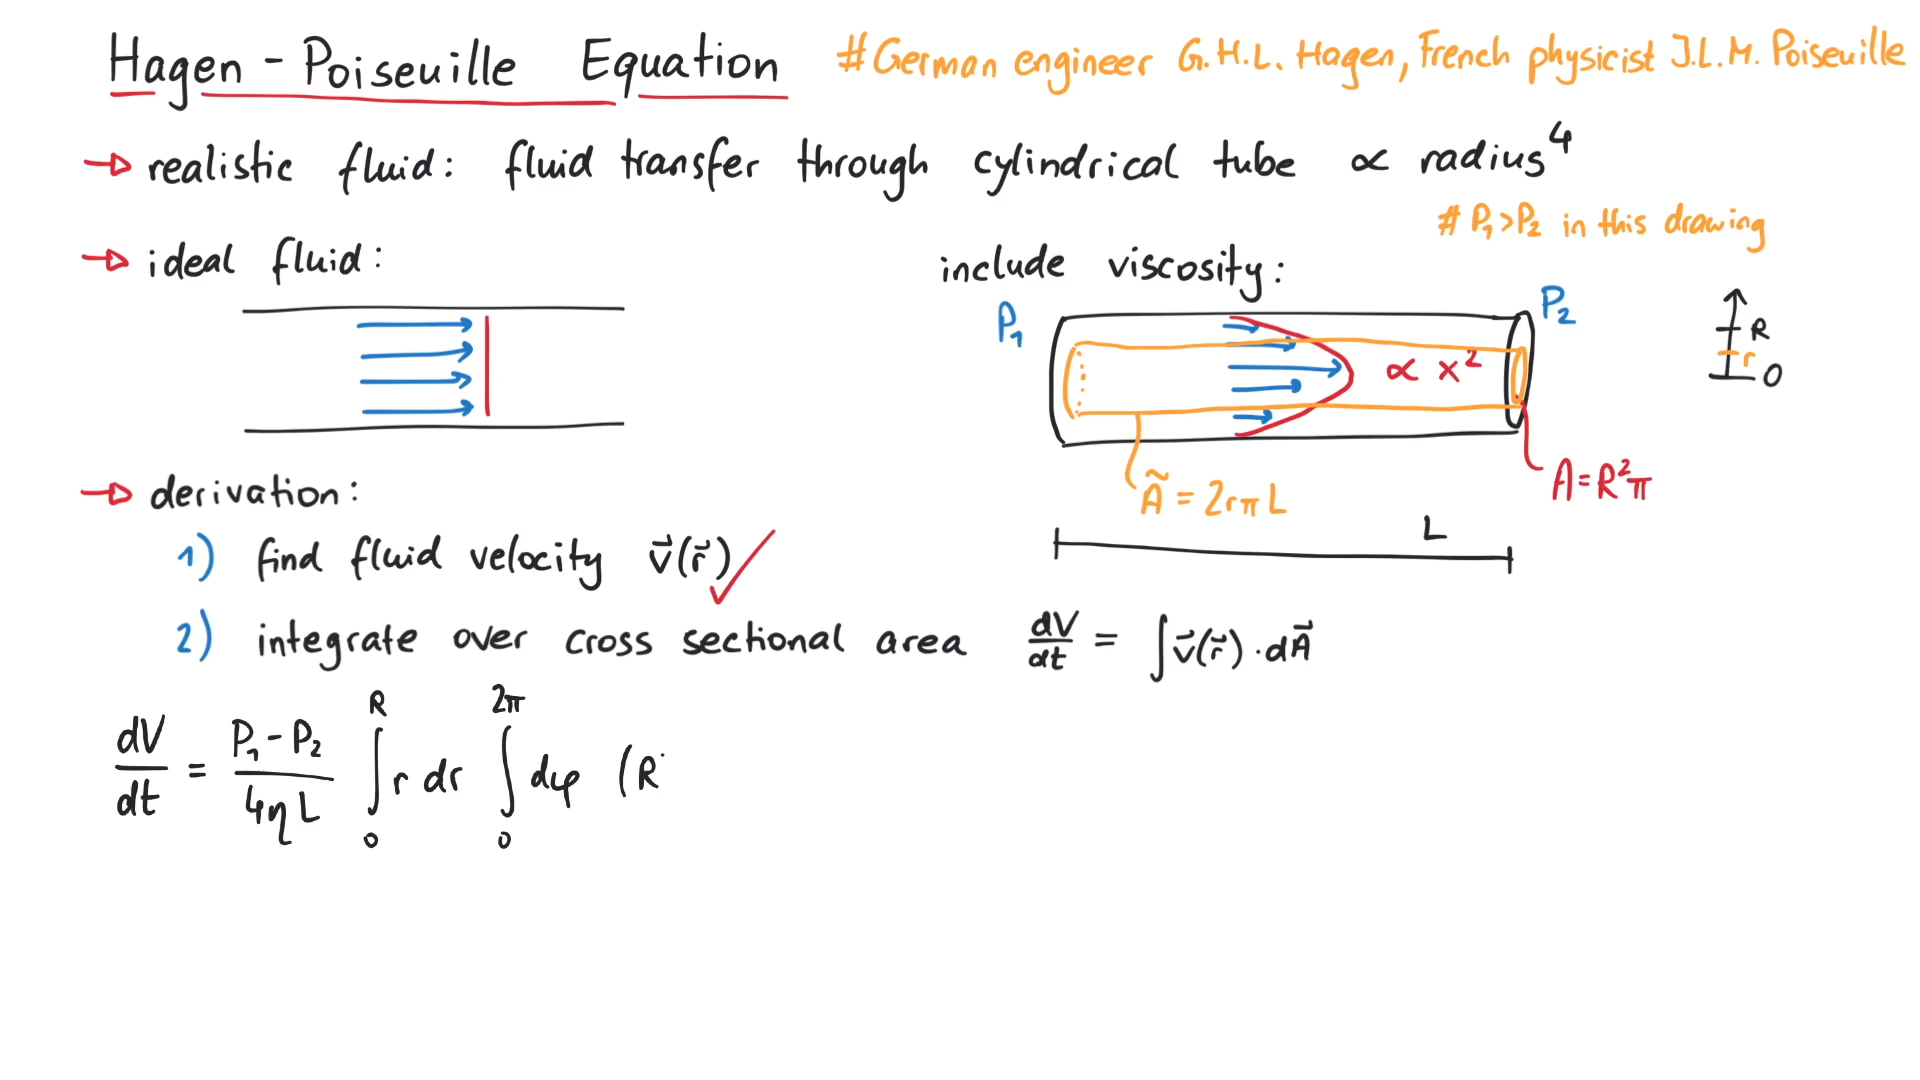 Hagen - Poiseuille Equation #German engineer G.H.L. Hagen, French physicist J.L.M. Poiseuille
→ realistic fluid: fluid transfer through cylindrical tube ∝ radius⁴
# P₁>P₂ in this drawing
→ ideal fluid:
include viscosity:
P₁
P₂
R
r
0
∝ x²
Ã = 2rπL
A=R²π
L
→ derivation:
1) find fluid velocity v⃗(r⃗) ✓
2) integrate over cross sectional area dV/dt = ∫v⃗(r⃗)·dA⃗
dV/dt = (P₁-P₂)/(4ηL) ∫₀ᴿ r dr ∫₀^2π dφ (R